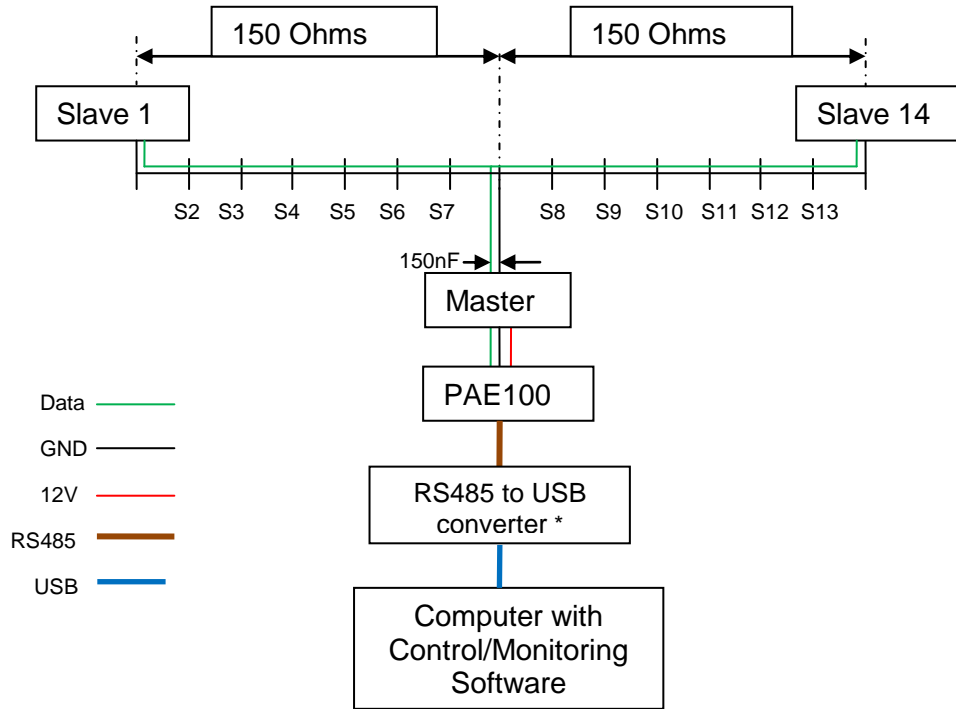 150 Ohms
150 Ohms
Slave 1
Slave 14
S2
S3
S4
S5
S6
S7
S8
S9
S10
S11
S12
S13
150nF
Master
PAE100
Data
GND
12V
RS485
USB
RS485 to USB
converter *
Computer with
Control/Monitoring
Software